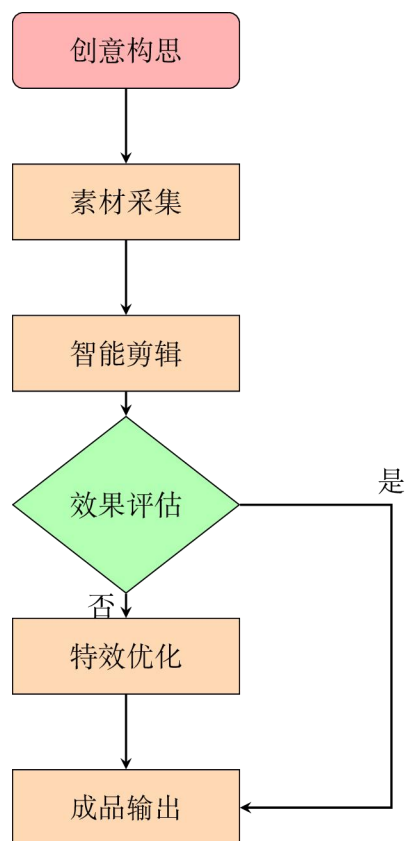 创意构思
素材采集
智能剪辑
效果评估
是
否
特效优化
成品输出